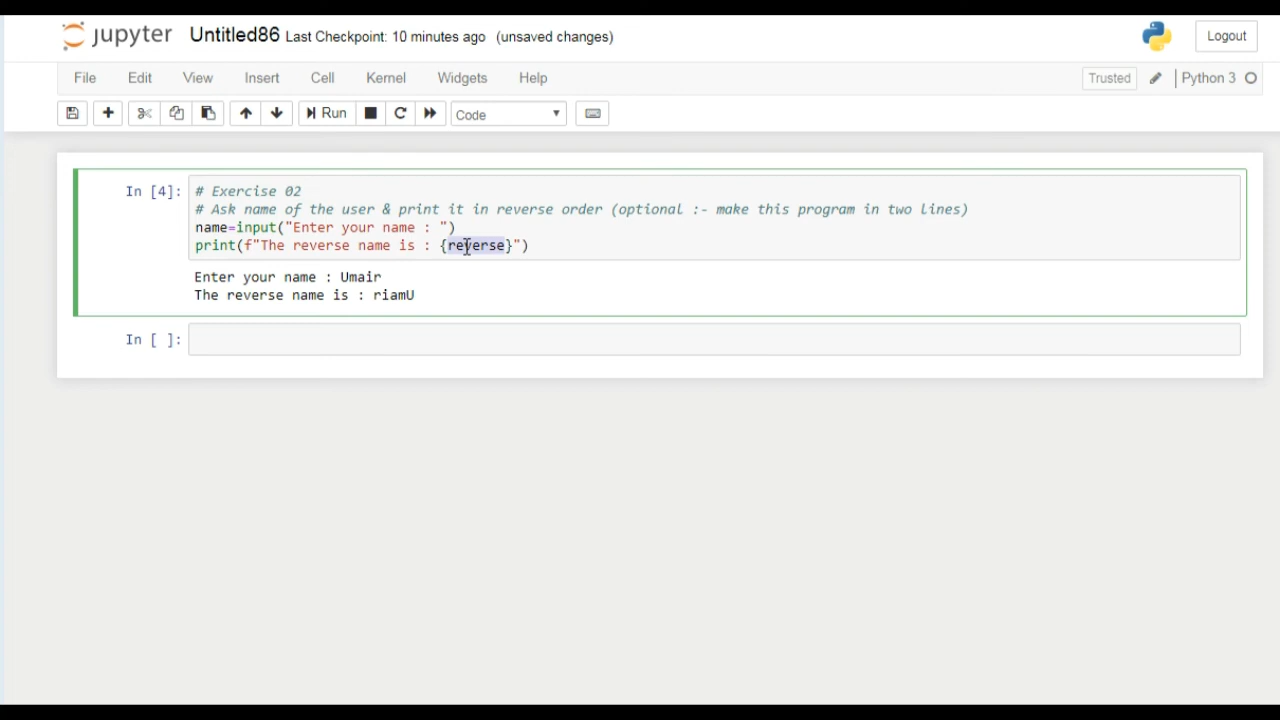 jupyter Untitled86 Last Checkpoint: 10 minutes ago (unsaved changes) Logout
File Edit View Insert Cell Kernel Widgets Help Trusted Python 3
Run Code
In [4]: # Exercise 02
# Ask name of the user & print it in reverse order (optional :- make this program in two lines)
name=input("Enter your name : ")
print(f"The reverse name is : {reverse}")
Enter your name : Umair
The reverse name is : riamU
In [ ]: